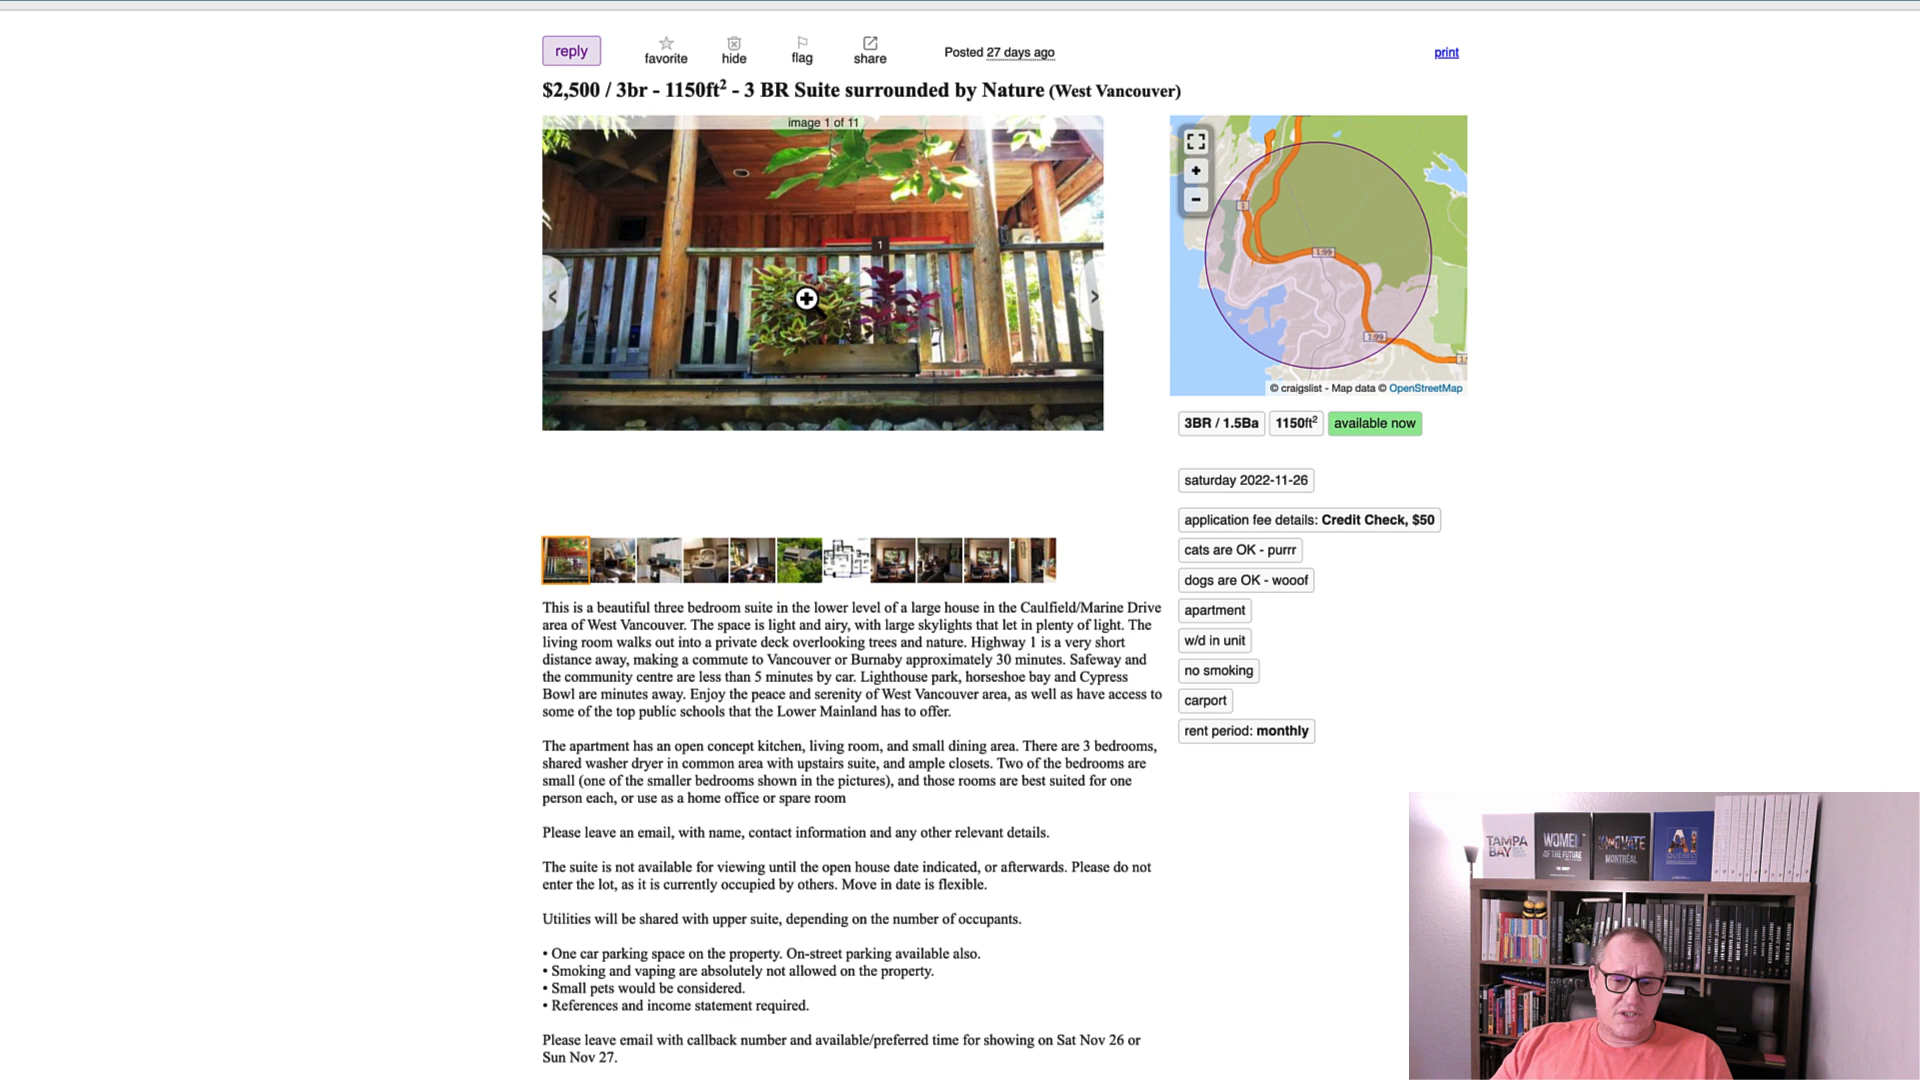 reply
favorite
hide
flag
share
Posted 27 days ago
print
$2,500 / 3br - 1150ft2 - 3 BR Suite surrounded by Nature (West Vancouver)
image 1 of 11
1
<
>
+
−
1
1;99
1;99
© craigslist - Map data © OpenStreetMap
3BR / 1.5Ba
1150ft2
available now
saturday 2022-11-26
application fee details: Credit Check, $50
cats are OK - purrr
dogs are OK - wooof
apartment
w/d in unit
no smoking
carport
rent period: monthly
This is a beautiful three bedroom suite in the lower level of a large house in the Caulfield/Marine Drive
area of West Vancouver. The space is light and airy, with large skylights that let in plenty of light. The
living room walks out into a private deck overlooking trees and nature. Highway 1 is a very short
distance away, making a commute to Vancouver or Burnaby approximately 30 minutes. Safeway and
the community centre are less than 5 minutes by car. Lighthouse park, horseshoe bay and Cypress
Bowl are minutes away. Enjoy the peace and serenity of West Vancouver area, as well as have access to
some of the top public schools that the Lower Mainland has to offer.
The apartment has an open concept kitchen, living room, and small dining area. There are 3 bedrooms,
shared washer dryer in common area with upstairs suite, and ample closets. Two of the bedrooms are
small (one of the smaller bedrooms shown in the pictures), and those rooms are best suited for one
person each, or use as a home office or spare room
Please leave an email, with name, contact information and any other relevant details.
The suite is not available for viewing until the open house date indicated, or afterwards. Please do not
enter the lot, as it is currently occupied by others. Move in date is flexible.
Utilities will be shared with upper suite, depending on the number of occupants.
• One car parking space on the property. On-street parking available also.
• Smoking and vaping are absolutely not allowed on the property.
• Small pets would be considered.
• References and income statement required.
Please leave email with callback number and available/preferred time for showing on Sat Nov 26 or
Sun Nov 27.
TAMPA
BAY
WOMEN
OF THE FUTURE
INNOVATE
MONTRÉAL
AI